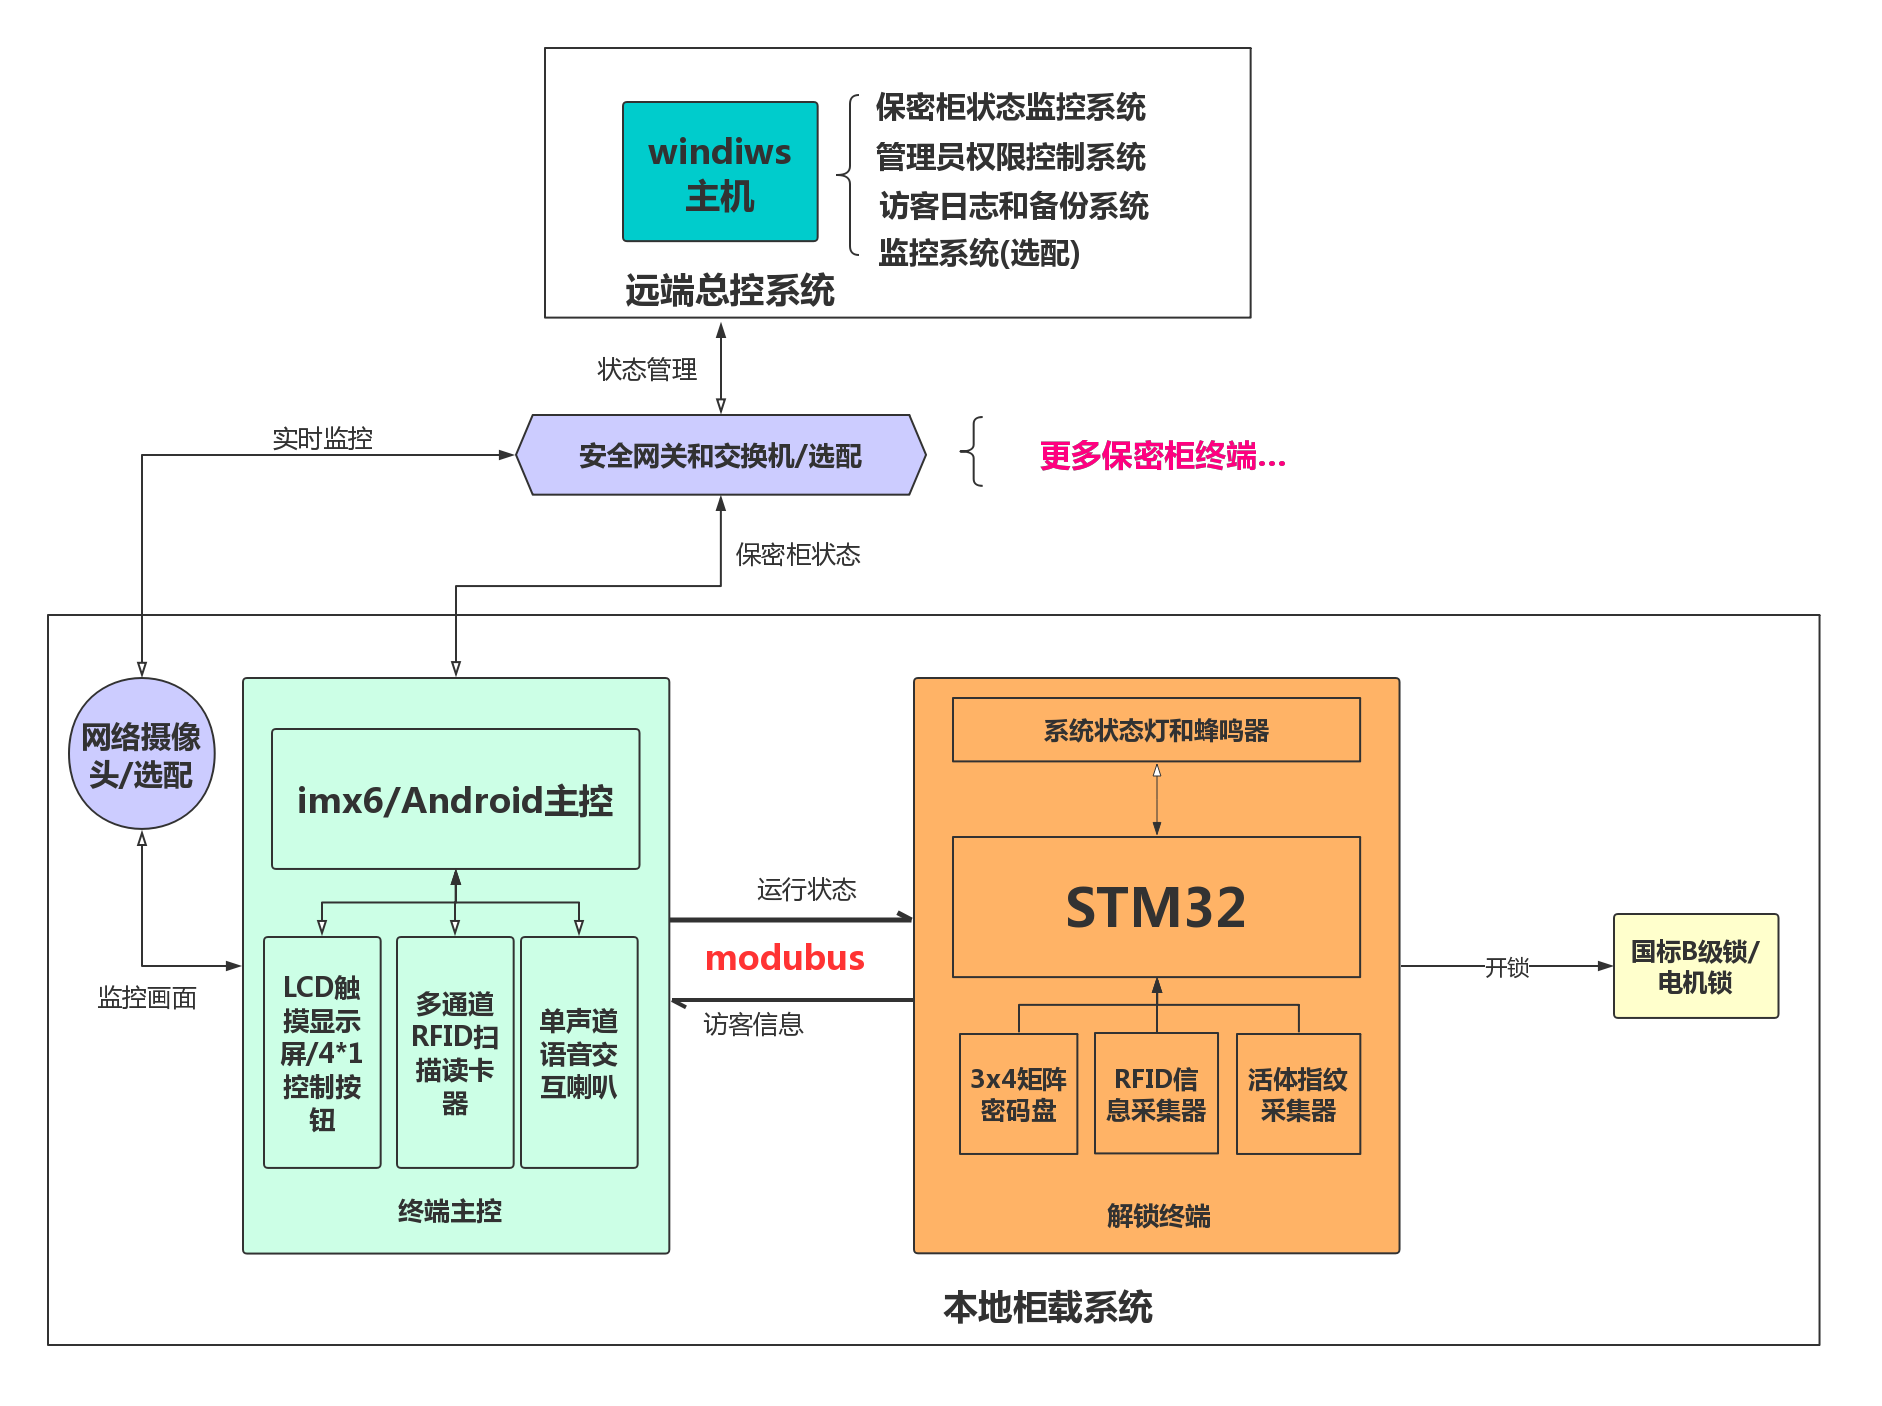 windiws
主机
保密柜状态监控系统
管理员权限控制系统
访客日志和备份系统
监控系统(选配)
远端总控系统
状态管理
实时监控
安全网关和交换机/选配
更多保密柜终端...
保密柜状态
网络摄像
头/选配
监控画面
imx6/Android主控
LCD触
摸显示
屏/4*1
控制按
钮
多通道
RFID扫
描读卡
器
单声道
语音交
互喇叭
终端主控
运行状态
modubus
访客信息
系统状态灯和蜂鸣器
STM32
3x4矩阵
密码盘
RFID信
息采集器
活体指纹
采集器
解锁终端
开锁
国标B级锁/
电机锁
本地柜载系统